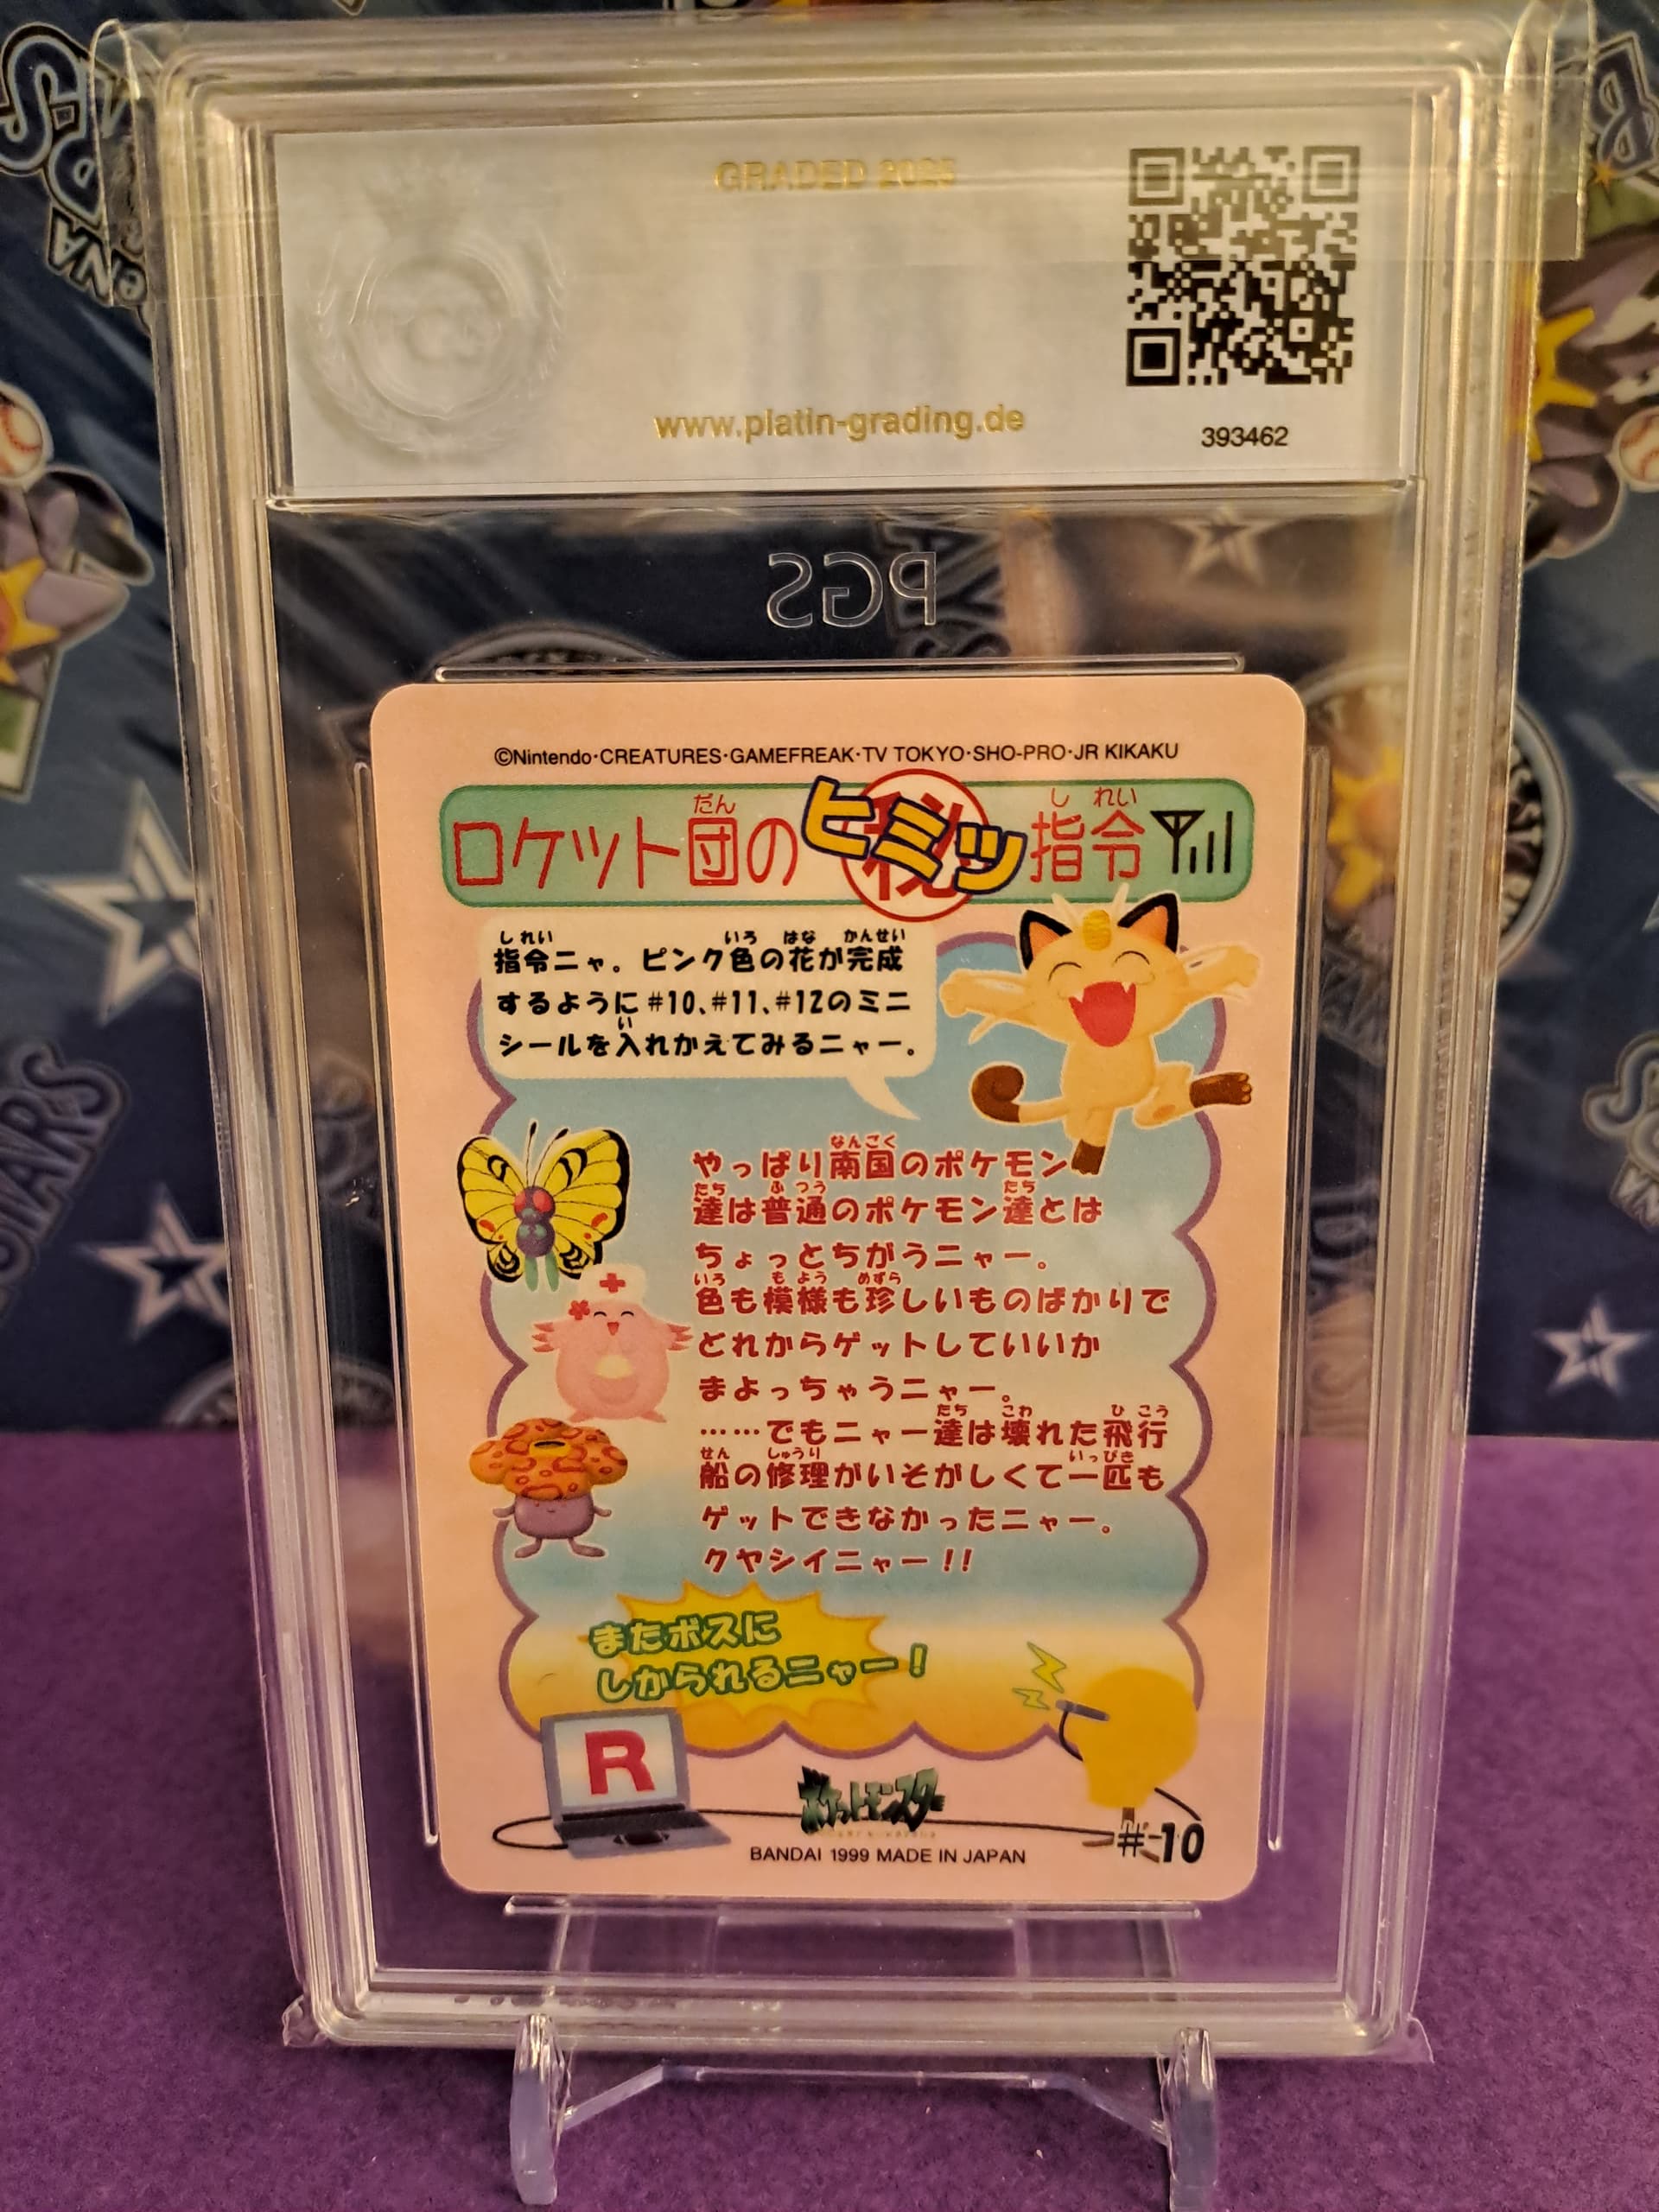 GRADED 2025
www.platin-grading.de
393462
PGS
©Nintendo·CREATURES·GAMEFREAK·TV TOKYO·SHO-PRO·JR KIKAKU
だん
しれい
ロケット団の秘ヒミツ指令
しれい
いろ はな かんせい
指令ニャ。ピンク色の花が完成
するように#10、#11、#12のミニ
い
シールを入れかえてみるニャー。
なんごく
やっぱり南国のポケモン
たち ふつう たち
達は普通のポケモン達とは
ちょっとちがうニャー。
いろ もよう めずら
色も模様も珍しいものばかりで
どれからゲットしていいか
まよっちゃうニャー。
たち こわ ひこう
……でもニャー達は壊れた飛行
せん しゅうり いっぴき
船の修理がいそがしくて一匹も
ゲットできなかったニャー。
クヤシイニャー!!
またボスに
しかられるニャー!
R
ポケットモンスター
BANDAI 1999 MADE IN JAPAN
#-10